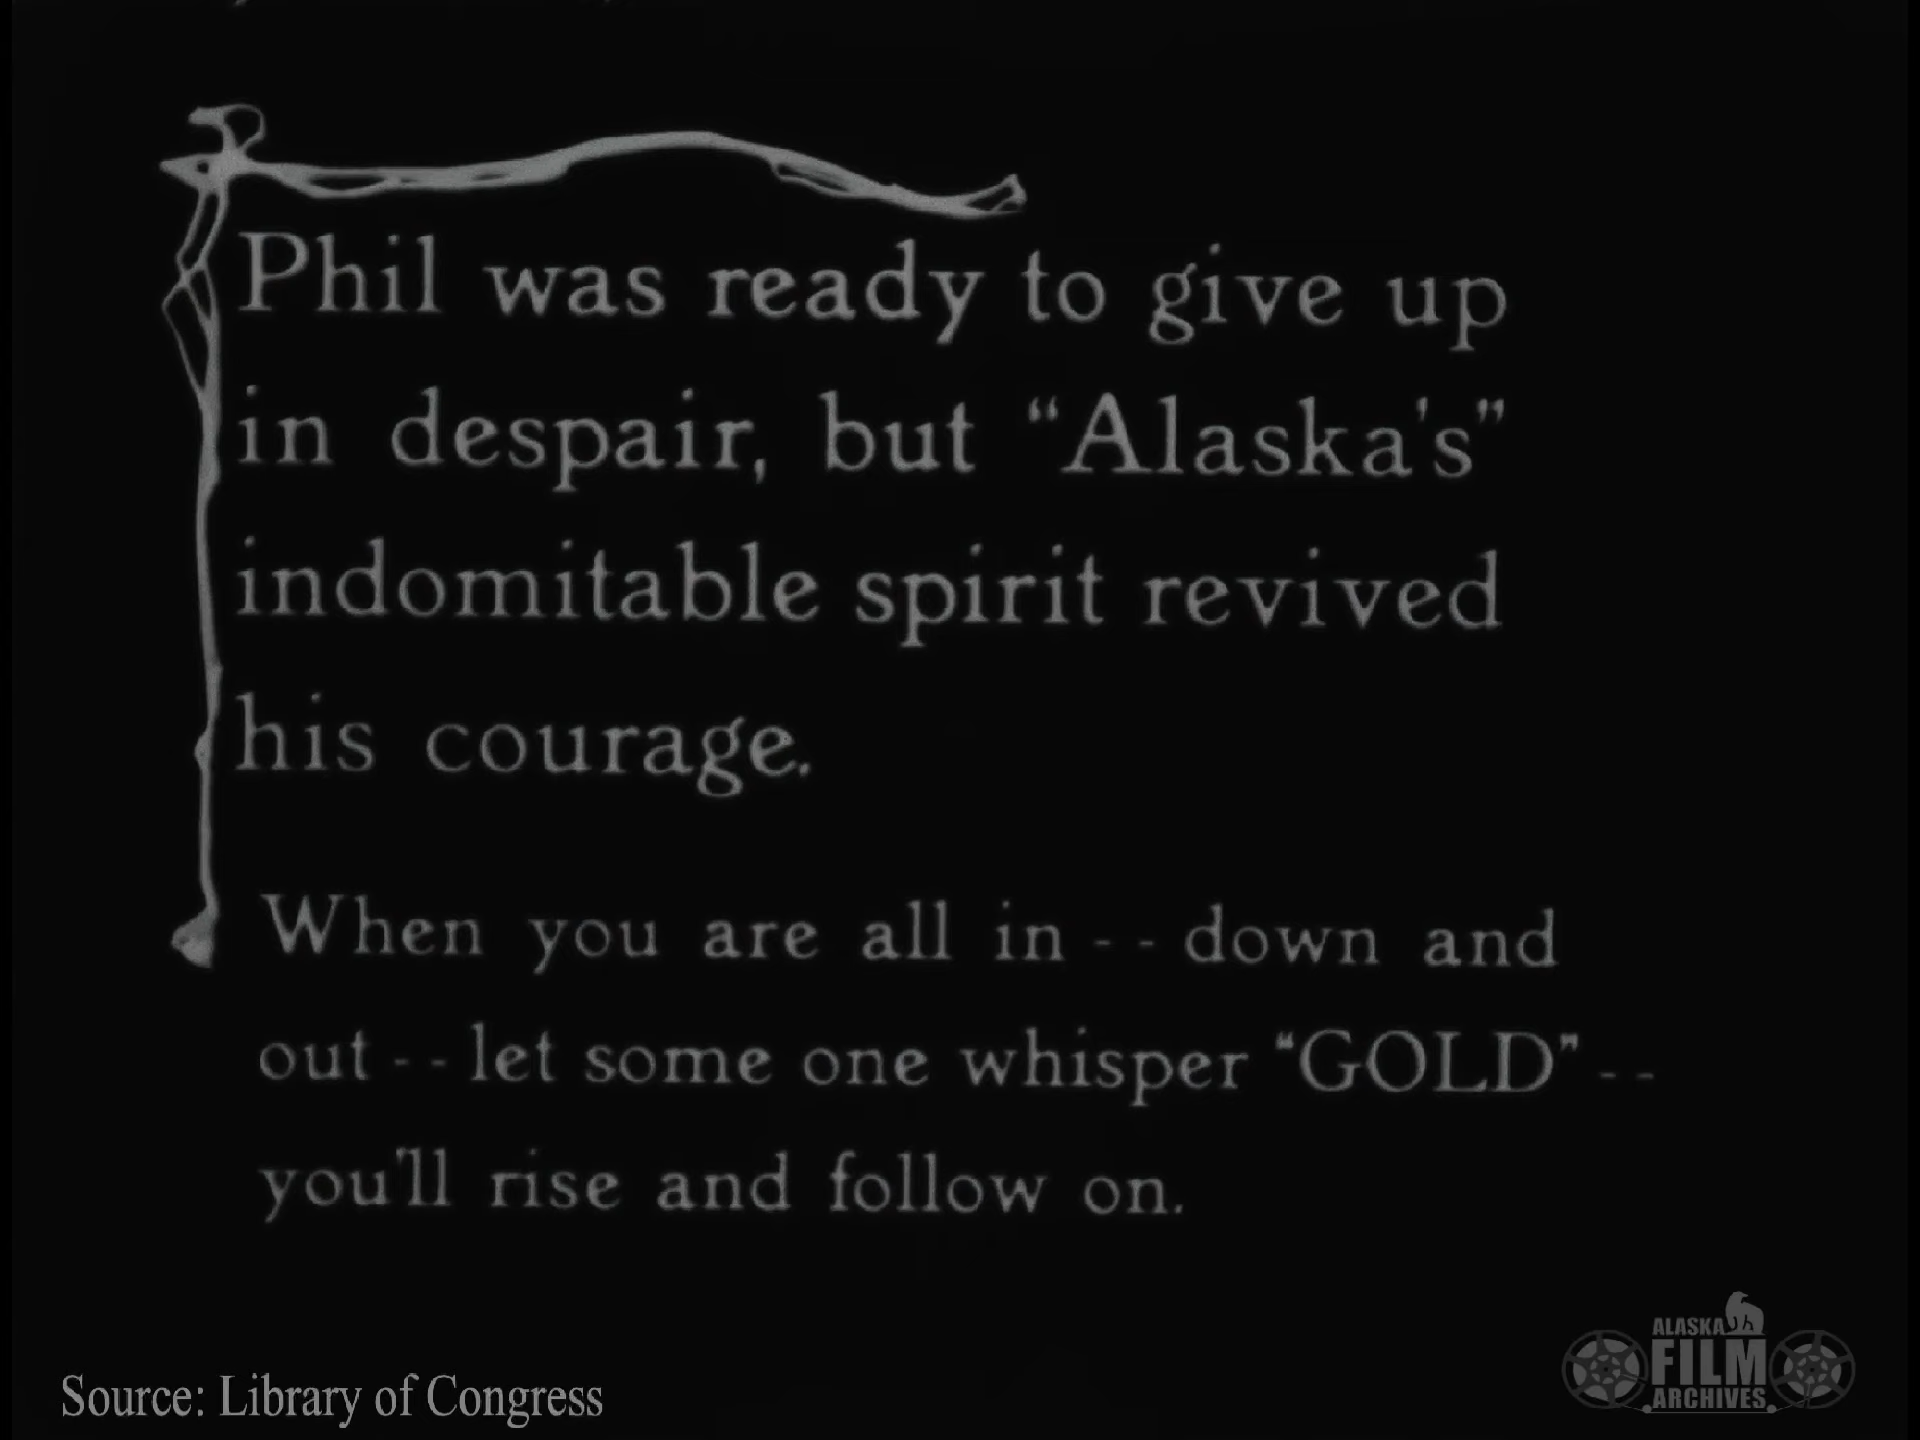 Phil was ready to give up
in despair, but “Alaska's”
indomitable spirit revived
his courage.
When you are all in - - down and
out - - let some one whisper “GOLD” - -
you'll rise and follow on.
Source: Library of Congress
ALASKA
FILM
ARCHIVES